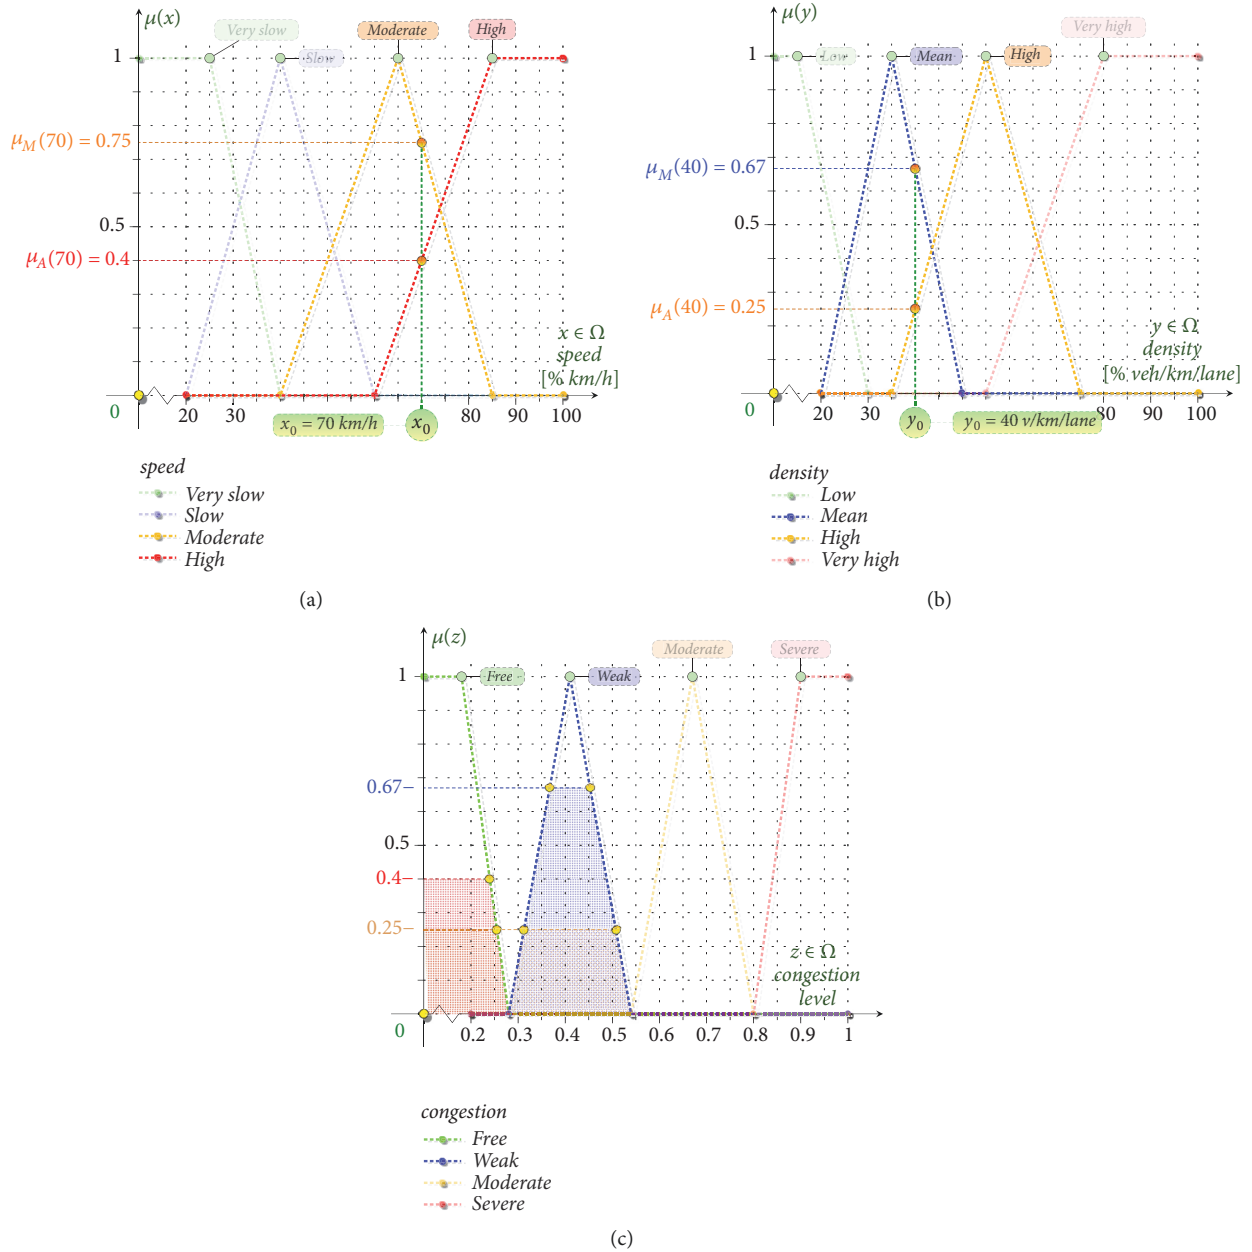 μ(x)
Very slow
Moderate
High
1
Slow
μ_M(70) = 0.75
0.5
μ_A(70) = 0.4
x ∈ Ω
speed
[% km/h]
0
20 30 80 90 100
x₀ = 70 km/h
x₀
speed
Very slow
Slow
Moderate
High
(a)
μ(y)
Very high
1
Low
Mean
High
μ_M(40) = 0.67
0.5
μ_A(40) = 0.25
y ∈ Ω
density
[% veh/km/lane]
0
20 30 80 90 100
y₀
y₀ = 40 v/km/lane
density
Low
Mean
High
Very high
(b)
μ(z)
Moderate
Severe
1
Free
Weak
0.67
0.5
0.4
0.25
z ∈ Ω
congestion
level
0
0.2 0.3 0.4 0.5 0.6 0.7 0.8 0.9 1
congestion
Free
Weak
Moderate
Severe
(c)